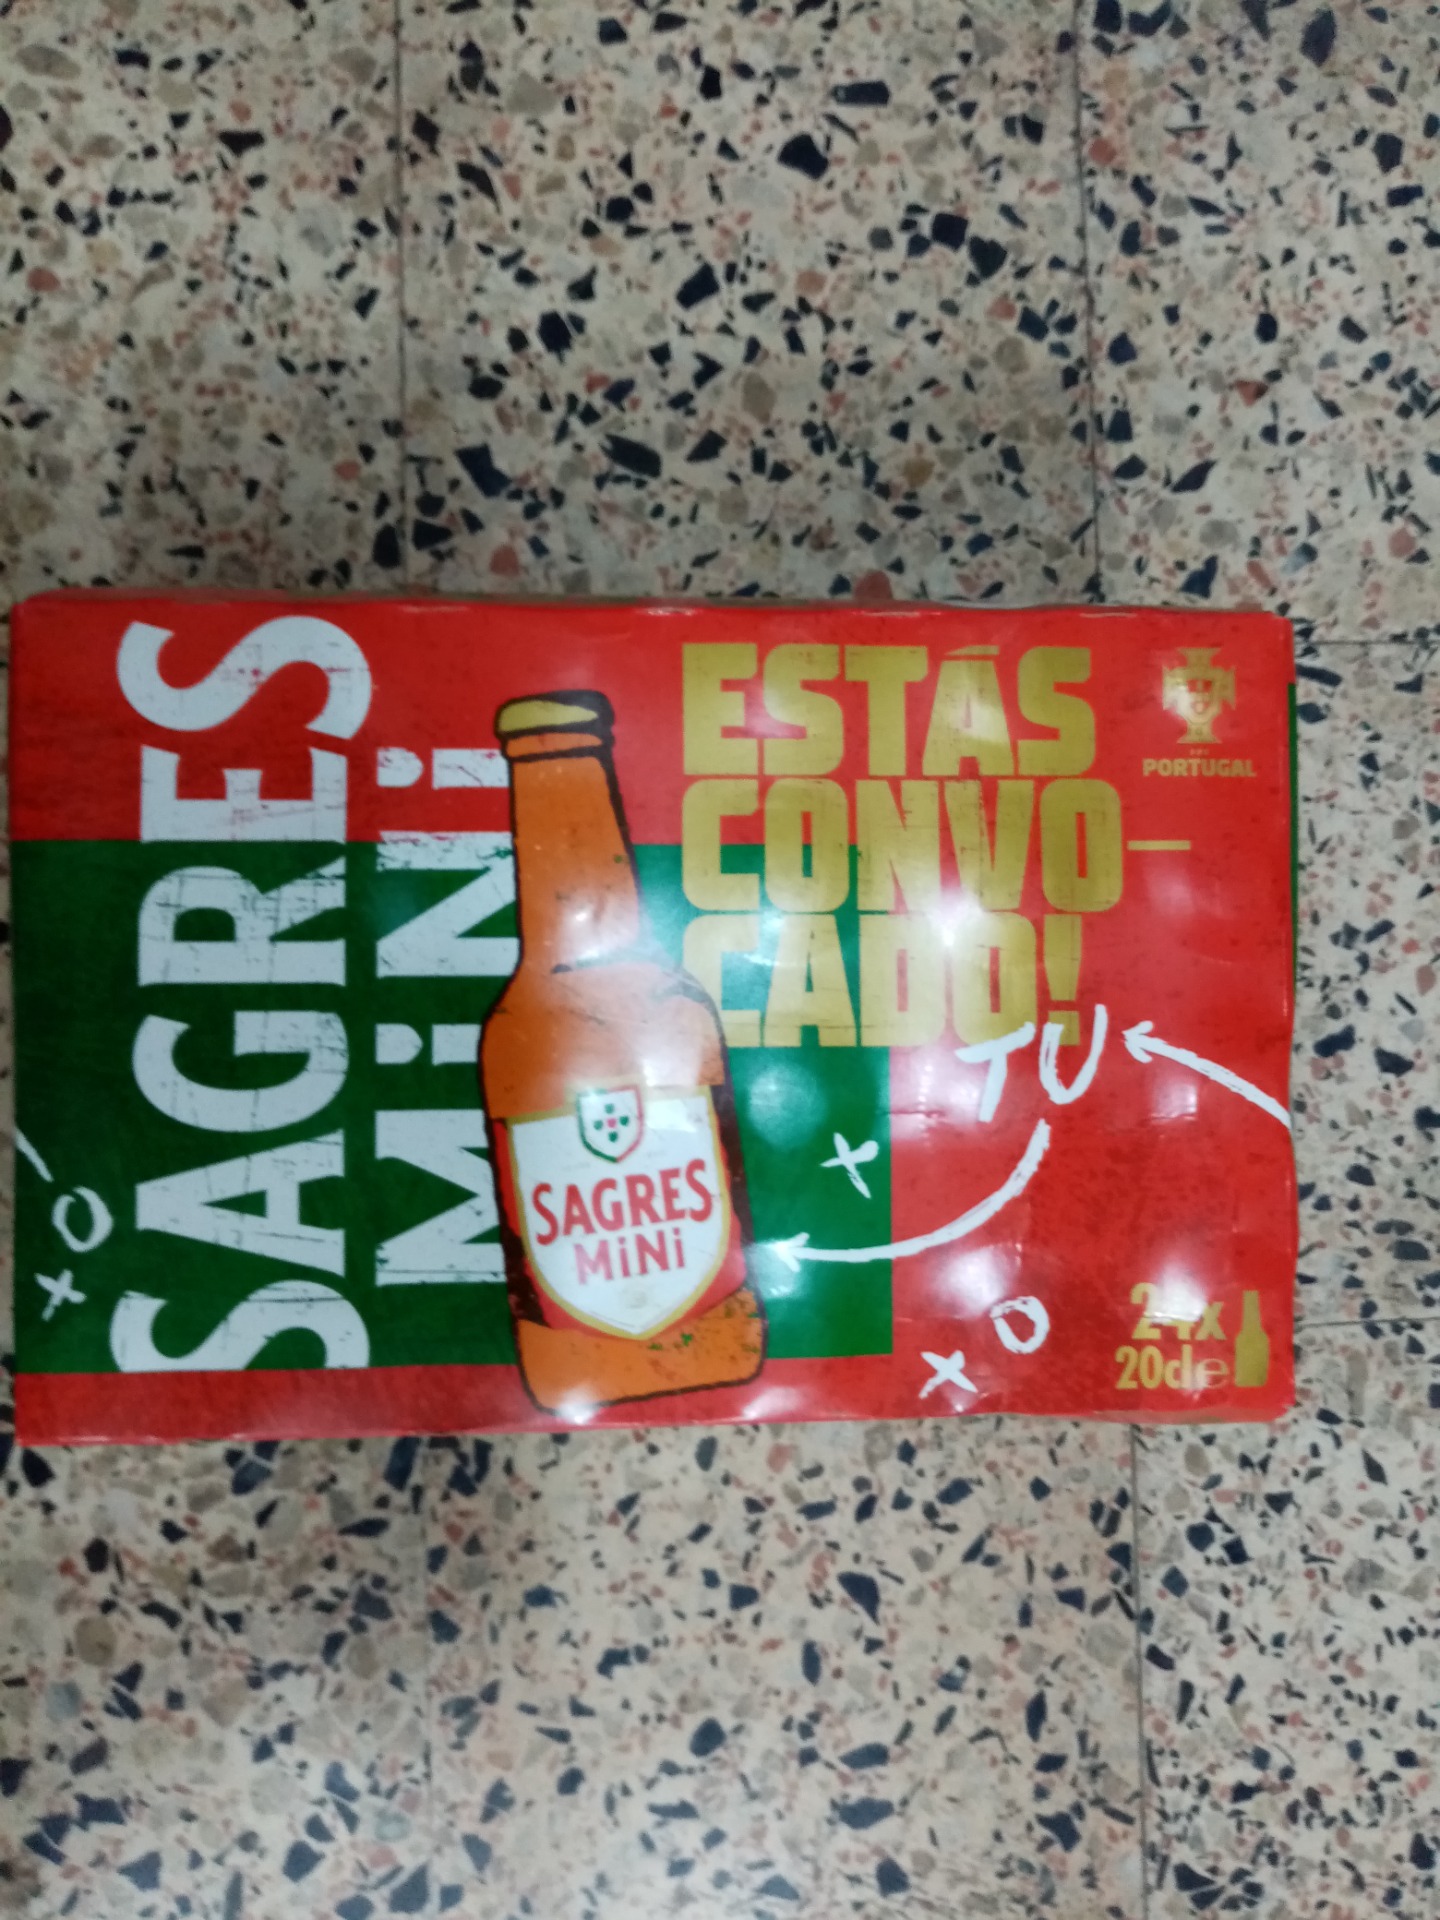 SAGRES
MiNi
ESTÁS
CONVO-
CADO!
TU
PORTUGAL
SAGRES
MiNi
24x
20cl e